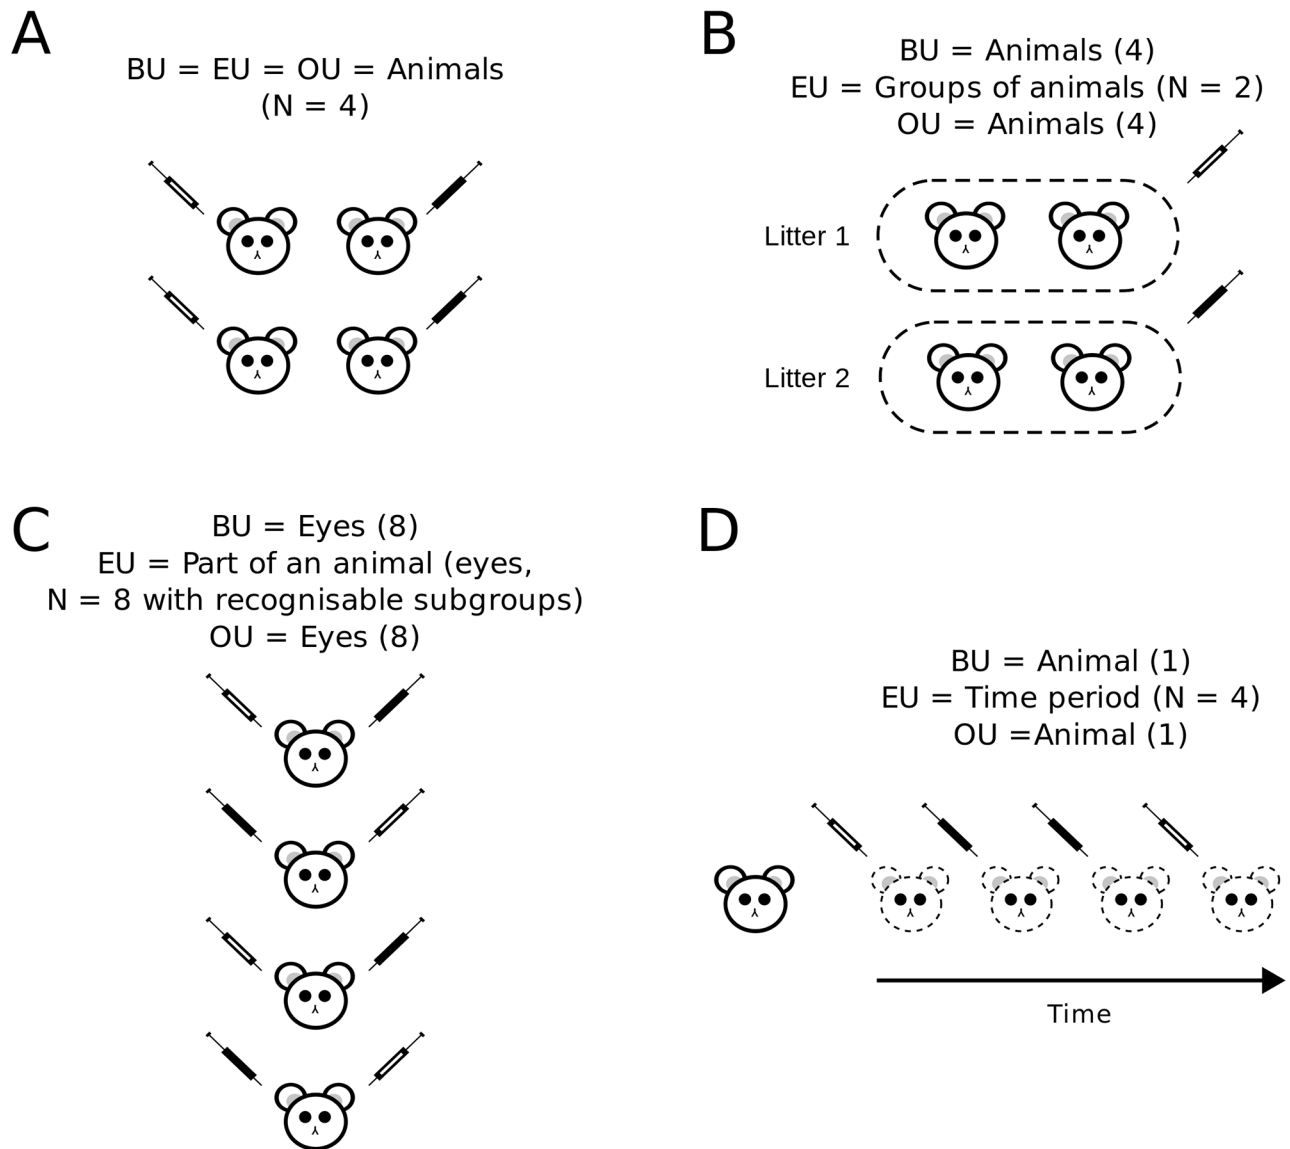 A
BU = EU = OU = Animals
(N = 4)
B
BU = Animals (4)
EU = Groups of animals (N = 2)
OU = Animals (4)
Litter 1
Litter 2
C
BU = Eyes (8)
EU = Part of an animal (eyes,
N = 8 with recognisable subgroups)
OU = Eyes (8)
D
BU = Animal (1)
EU = Time period (N = 4)
OU =Animal (1)
Time